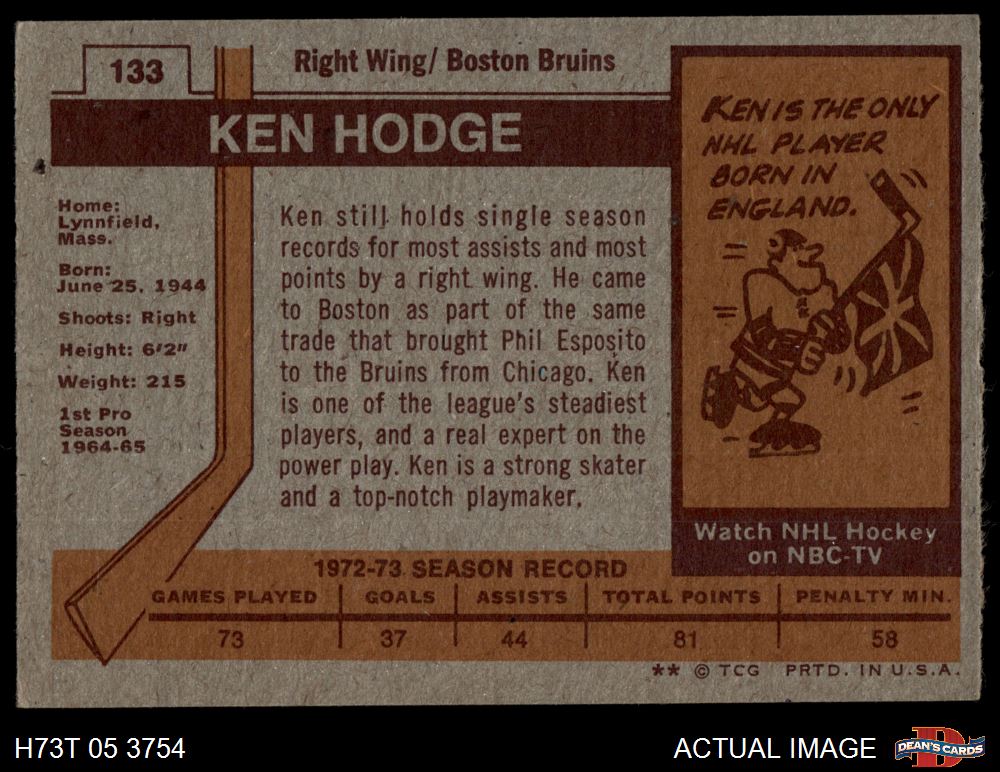 133
Right Wing/ Boston Bruins
KEN HODGE
Home:
Lynnfield,
Mass.
Born:
June 25, 1944
Shoots: Right
Height: 6'2"
Weight: 215
1st Pro
Season
1964-65
Ken still holds single season
records for most assists and most
points by a right wing. He came
to Boston as part of the same
trade that brought Phil Esposito
to the Bruins from Chicago. Ken
is one of the league's steadiest
players, and a real expert on the
power play. Ken is a strong skater
and a top-notch playmaker.
KEN IS THE ONLY
NHL PLAYER
BORN IN
ENGLAND.
Watch NHL Hockey
on NBC-TV
1972-73 SEASON RECORD
GAMES PLAYED GOALS ASSISTS TOTAL POINTS PENALTY MIN.
73 37 44 81 58
** © TCG PRTD. IN U.S.A.
H73T 05 3754
ACTUAL IMAGE
DEAN'S CARDS